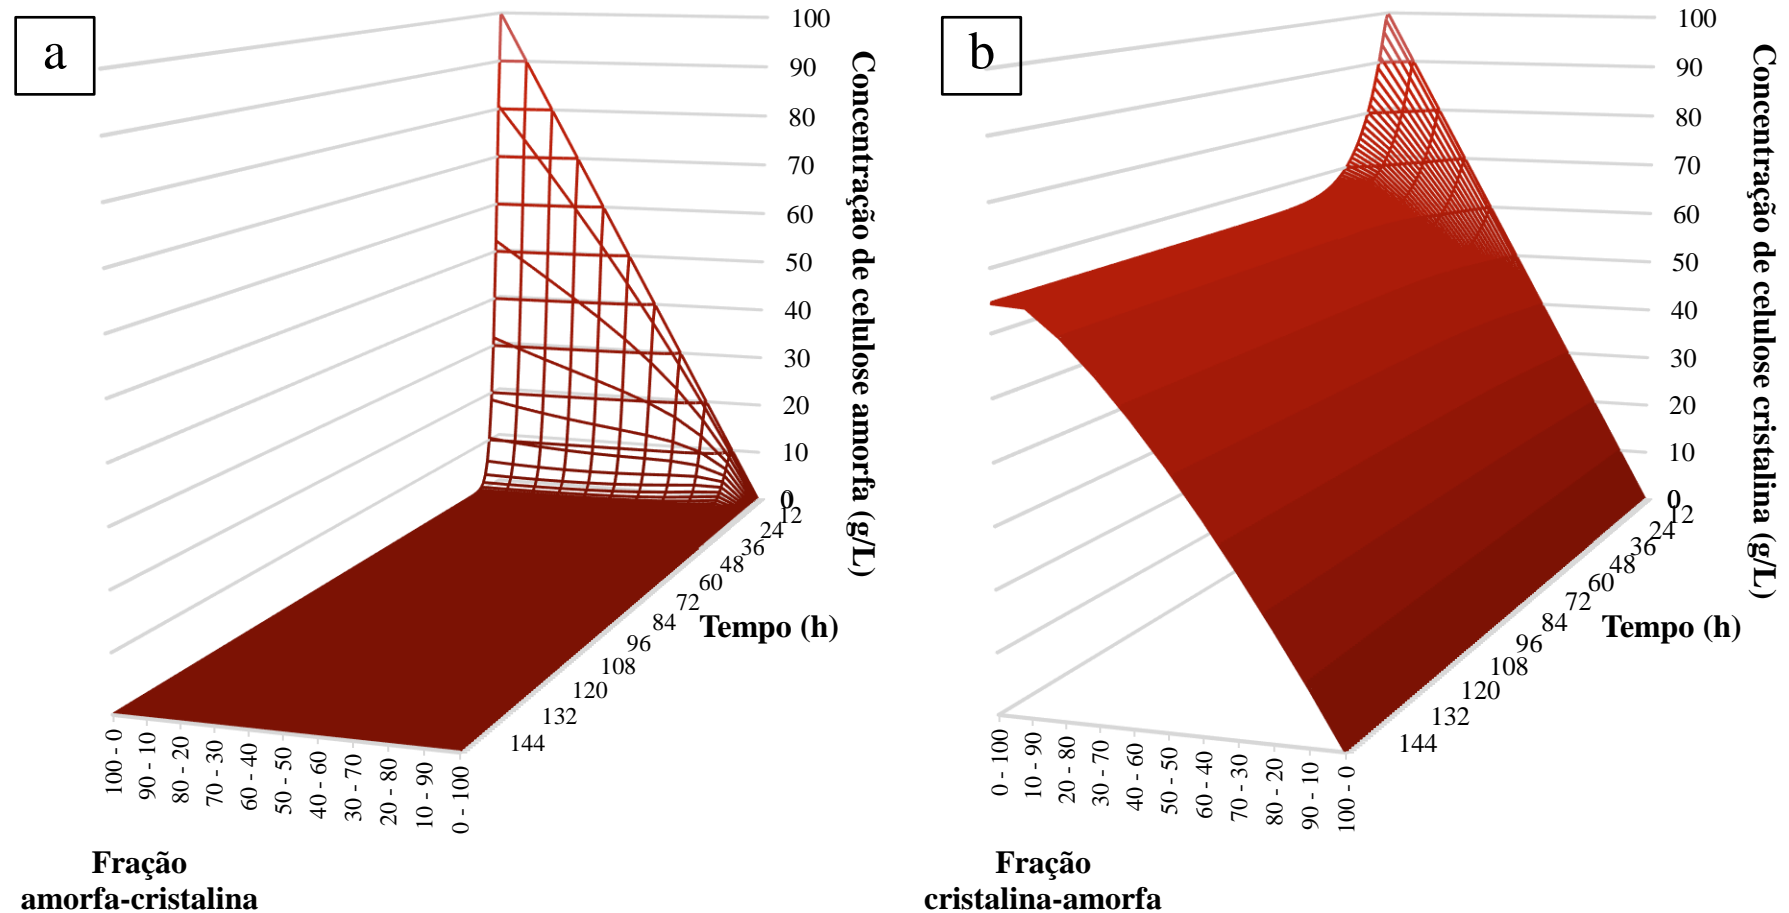 a
100
90
80
70
60
50
40
30
20
10
0
Concentração de celulose amorfa (g/L)
12
24
36
48
60
72
84
96
108
120
132
144
Tempo (h)
100 - 0
90 - 10
80 - 20
70 - 30
60 - 40
50 - 50
40 - 60
30 - 70
20 - 80
10 - 90
0 - 100
Fração
amorfa-cristalina
b
100
90
80
70
60
50
40
30
20
10
0
Concentração de celulose cristalina (g/L)
12
24
36
48
60
72
84
96
108
120
132
144
Tempo (h)
0 - 100
10 - 90
20 - 80
30 - 70
40 - 60
50 - 50
60 - 40
70 - 30
80 - 20
90 - 10
100 - 0
Fração
cristalina-amorfa